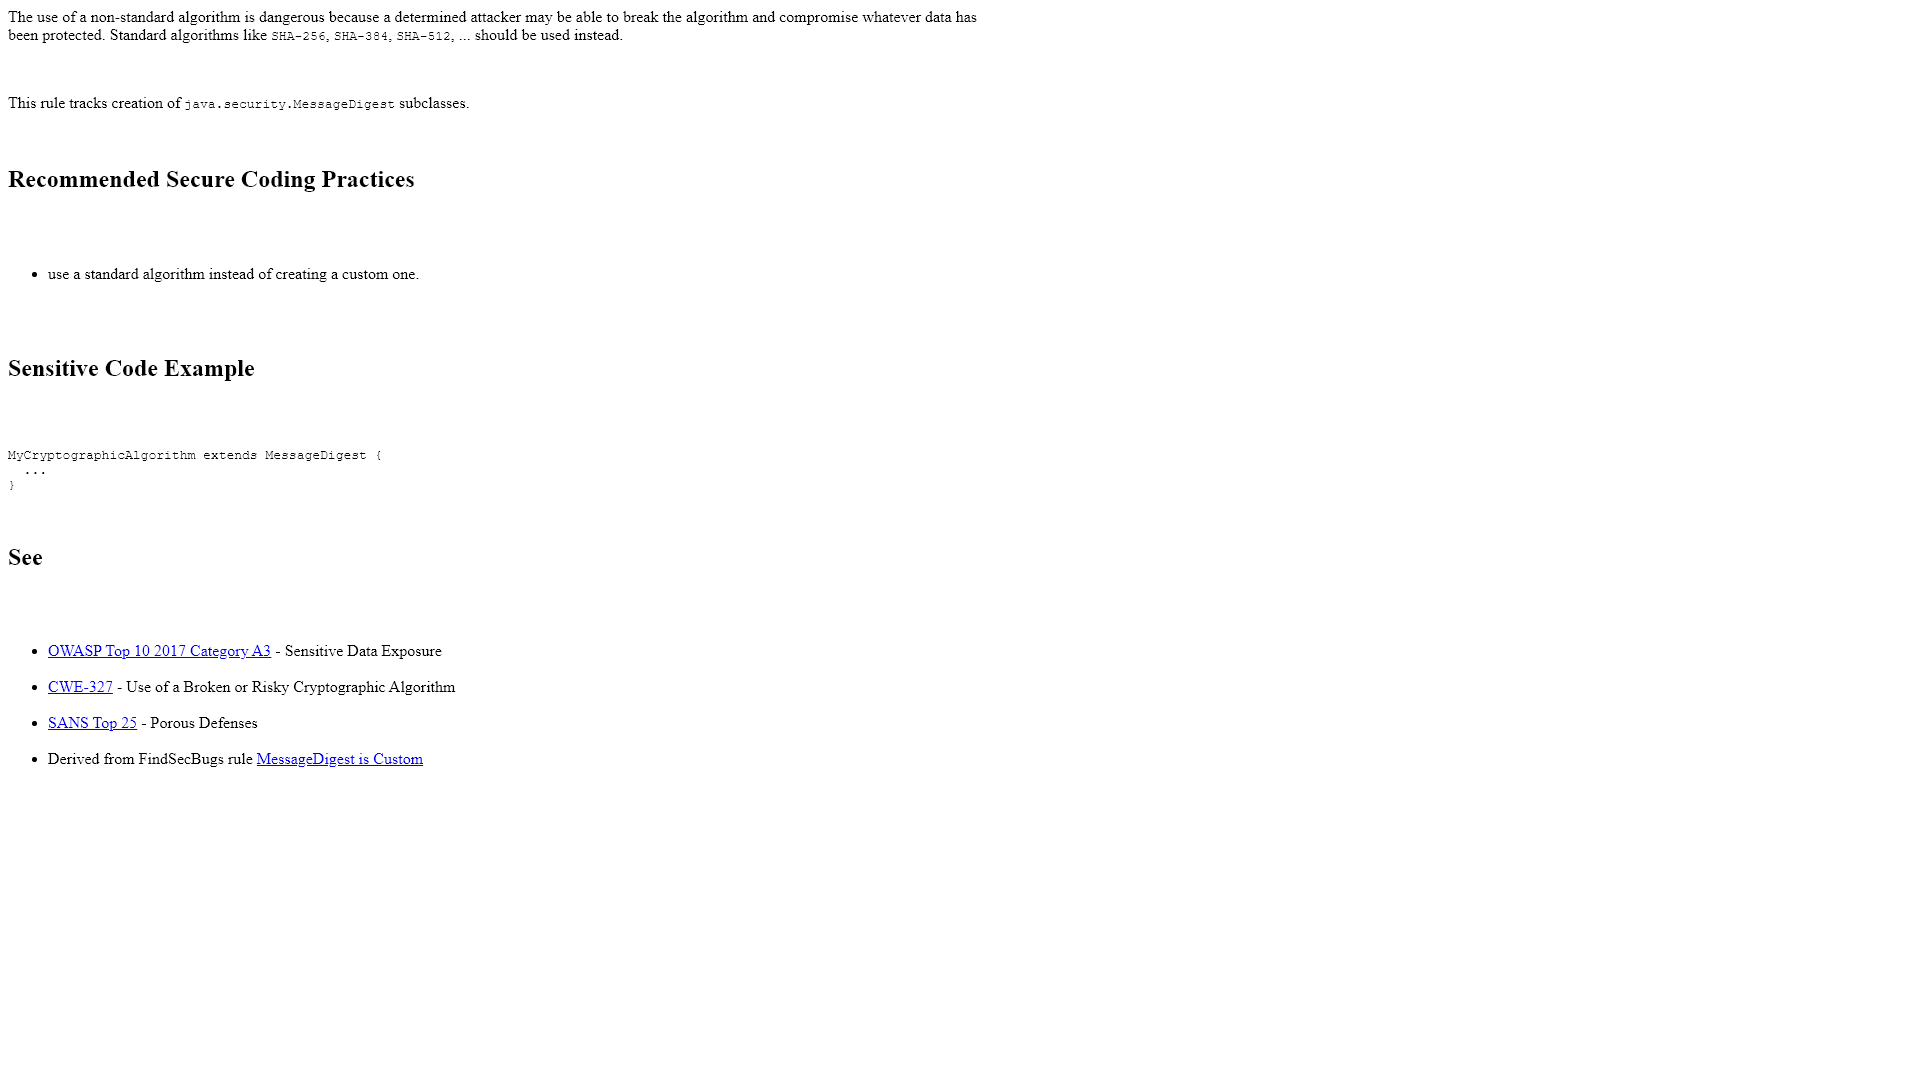 The use of a non-standard algorithm is dangerous because a determined attacker may be able to break the algorithm and compromise whatever data has
been protected. Standard algorithms like SHA-256, SHA-384, SHA-512, ... should be used instead.
This rule tracks creation of java.security.MessageDigest subclasses.
Recommended Secure Coding Practices
• use a standard algorithm instead of creating a custom one.
Sensitive Code Example
MyCryptographicAlgorithm extends MessageDigest {
  ...
}
See
• OWASP Top 10 2017 Category A3 - Sensitive Data Exposure
• CWE-327 - Use of a Broken or Risky Cryptographic Algorithm
• SANS Top 25 - Porous Defenses
• Derived from FindSecBugs rule MessageDigest is Custom